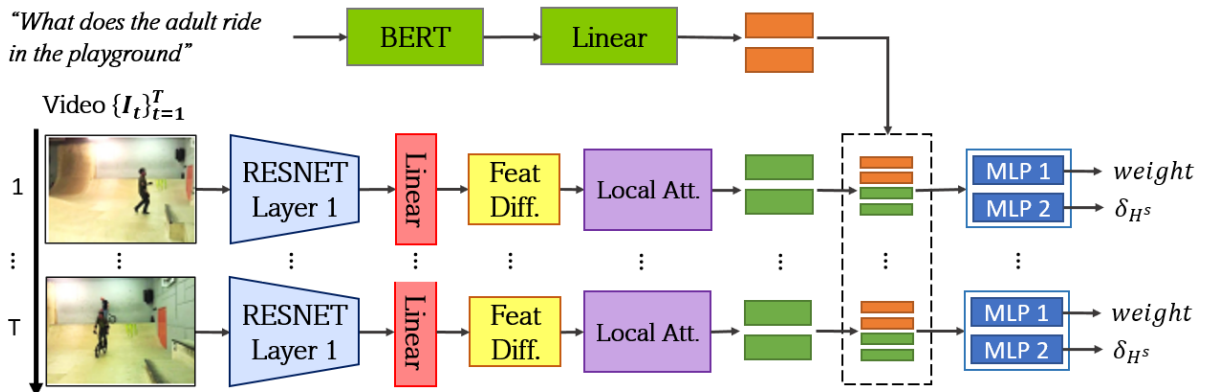 “What does the adult ride
in the playground”
BERT
Linear
Video {I_t}_{t=1}^T
1
RESNET
Layer 1
Linear
Feat
Diff.
Local Att.
MLP 1
MLP 2
weight
δ_{H^s}
⋮ ⋮ ⋮ ⋮ ⋮ ⋮ ⋮ ⋮ ⋮
T
RESNET
Layer 1
Linear
Feat
Diff.
Local Att.
MLP 1
MLP 2
weight
δ_{H^s}